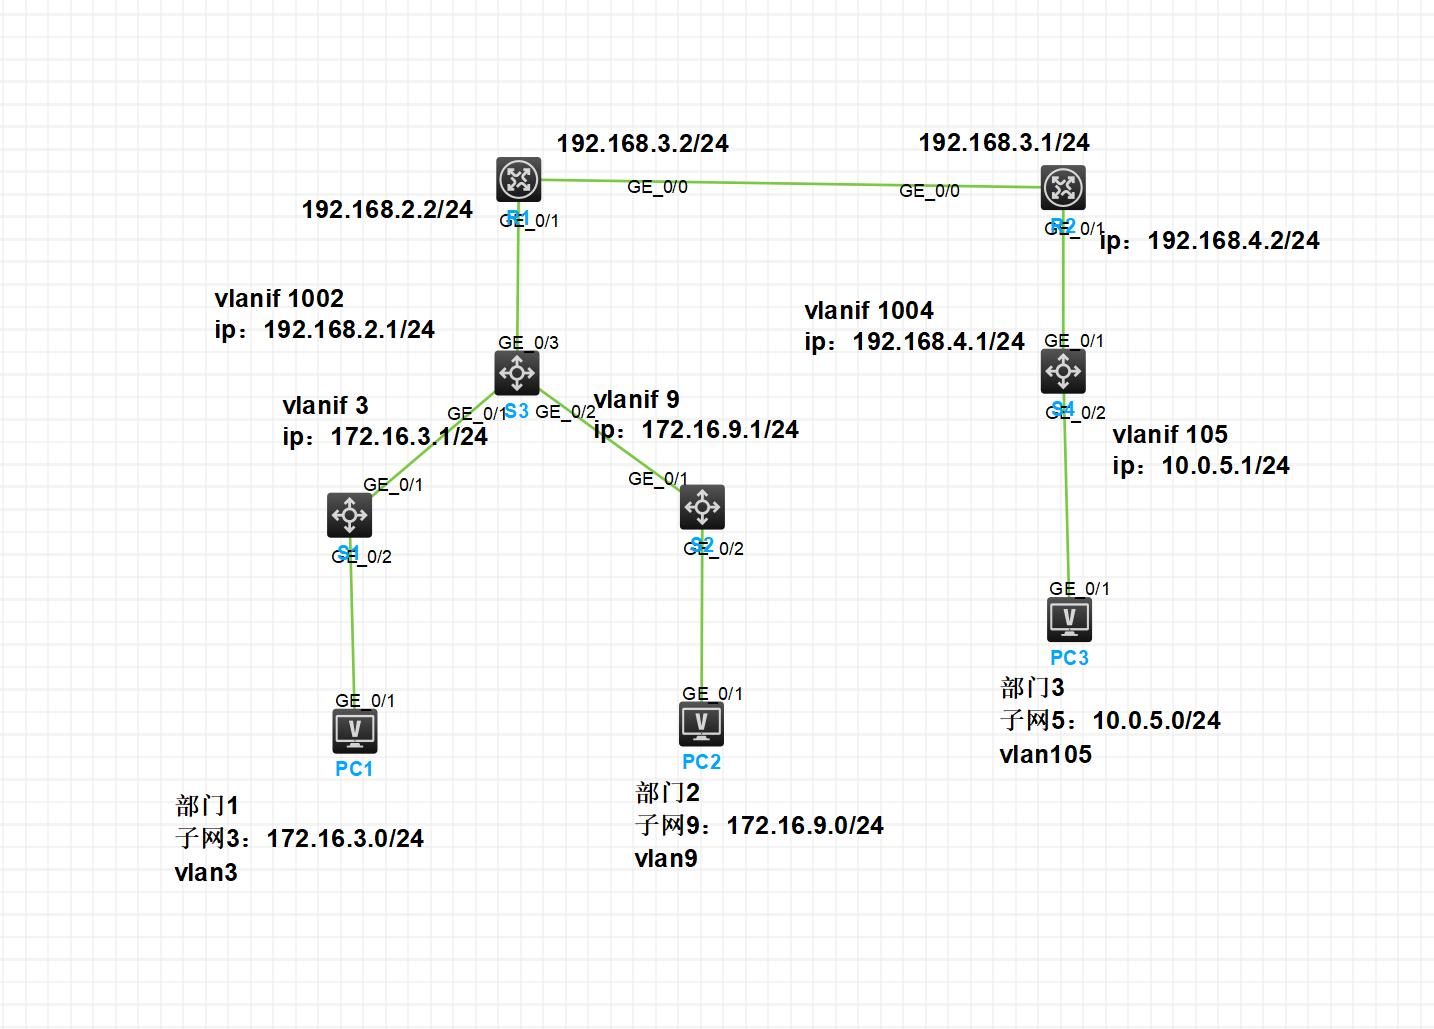 192.168.3.2/24
192.168.3.1/24
GE_0/0
GE_0/0
192.168.2.2/24
R1
GE_0/1
R2
GE_0/1
ip：192.168.4.2/24
vlanif 1002
ip：192.168.2.1/24
vlanif 1004
ip：192.168.4.1/24
GE_0/3
GE_0/1
vlanif 3
ip：172.16.3.1/24
GE_0/1
S3
GE_0/2
vlanif 9
ip：172.16.9.1/24
S4
GE_0/2
vlanif 105
ip：10.0.5.1/24
GE_0/1
GE_0/1
S1
GE_0/2
S2
GE_0/2
GE_0/1
PC3
部门3
子网5：10.0.5.0/24
vlan105
GE_0/1
PC1
GE_0/1
PC2
部门1
子网3：172.16.3.0/24
vlan3
部门2
子网9：172.16.9.0/24
vlan9